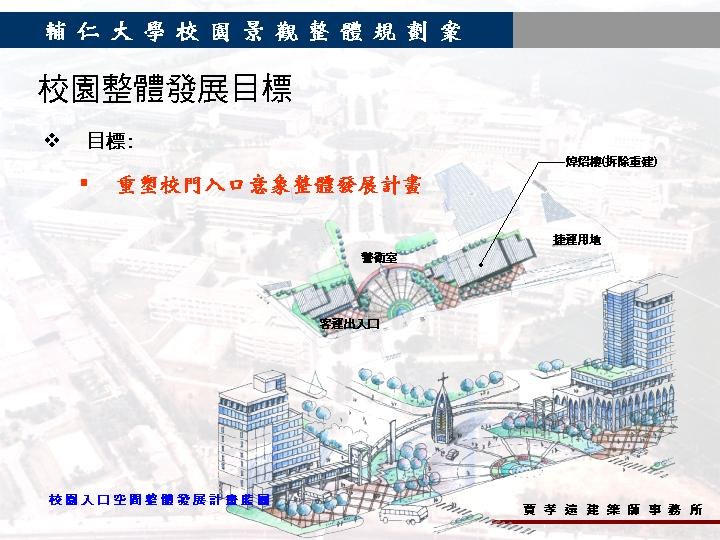 輔仁大學校園景觀整體規劃案
校園整體發展目標
❖ 目標:
▪ 重塑校門入口意象整體發展計畫
焯炤樓(拆除重建)
捷運用地
警衛室
客運出入口
校園入口空間整體發展計畫藍圖
賈孝遠建築師事務所